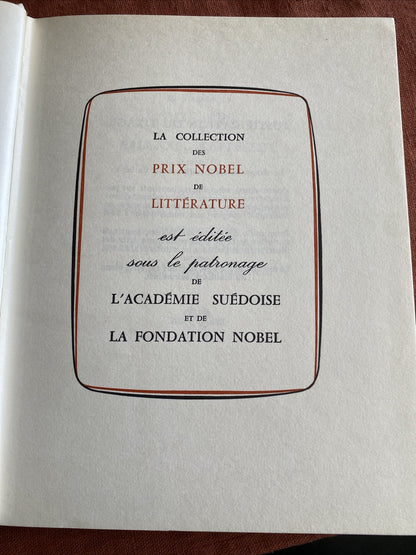 LA COLLECTION
DES
PRIX NOBEL
DE
LITTÉRATURE
est éditée
sous le patronage
DE
L'ACADÉMIE SUÉDOISE
ET DE
LA FONDATION NOBEL